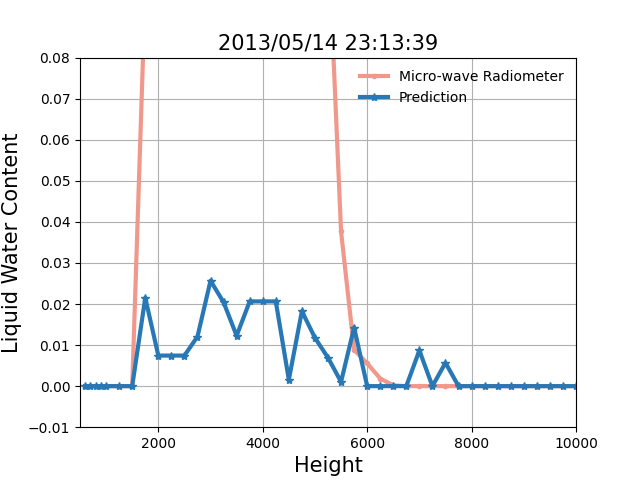 2013/05/14 23:13:39
0.08
0.07
0.06
0.05
0.04
0.03
0.02
0.01
0.00
−0.01
Liquid Water Content
Micro-wave Radiometer
Prediction
2000 4000 6000 8000 10000
Height